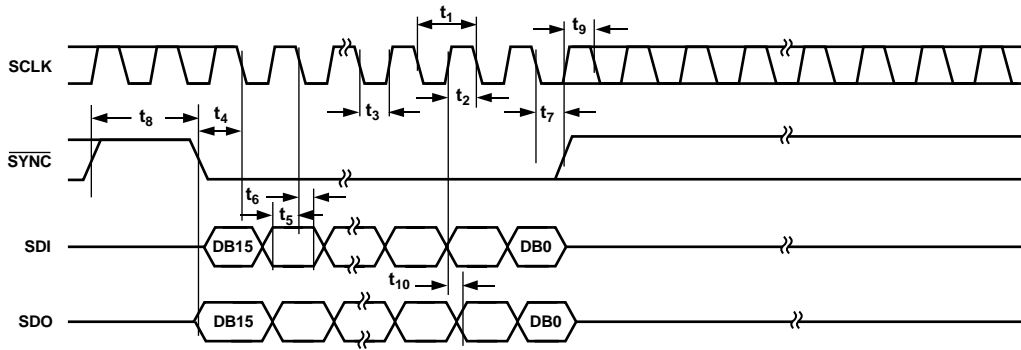 t1
t9
SCLK
t2
t3
t7
t8
t4
SYNC
t6
t5
SDI
DB15
DB0
t10
SDO
DB15
DB0